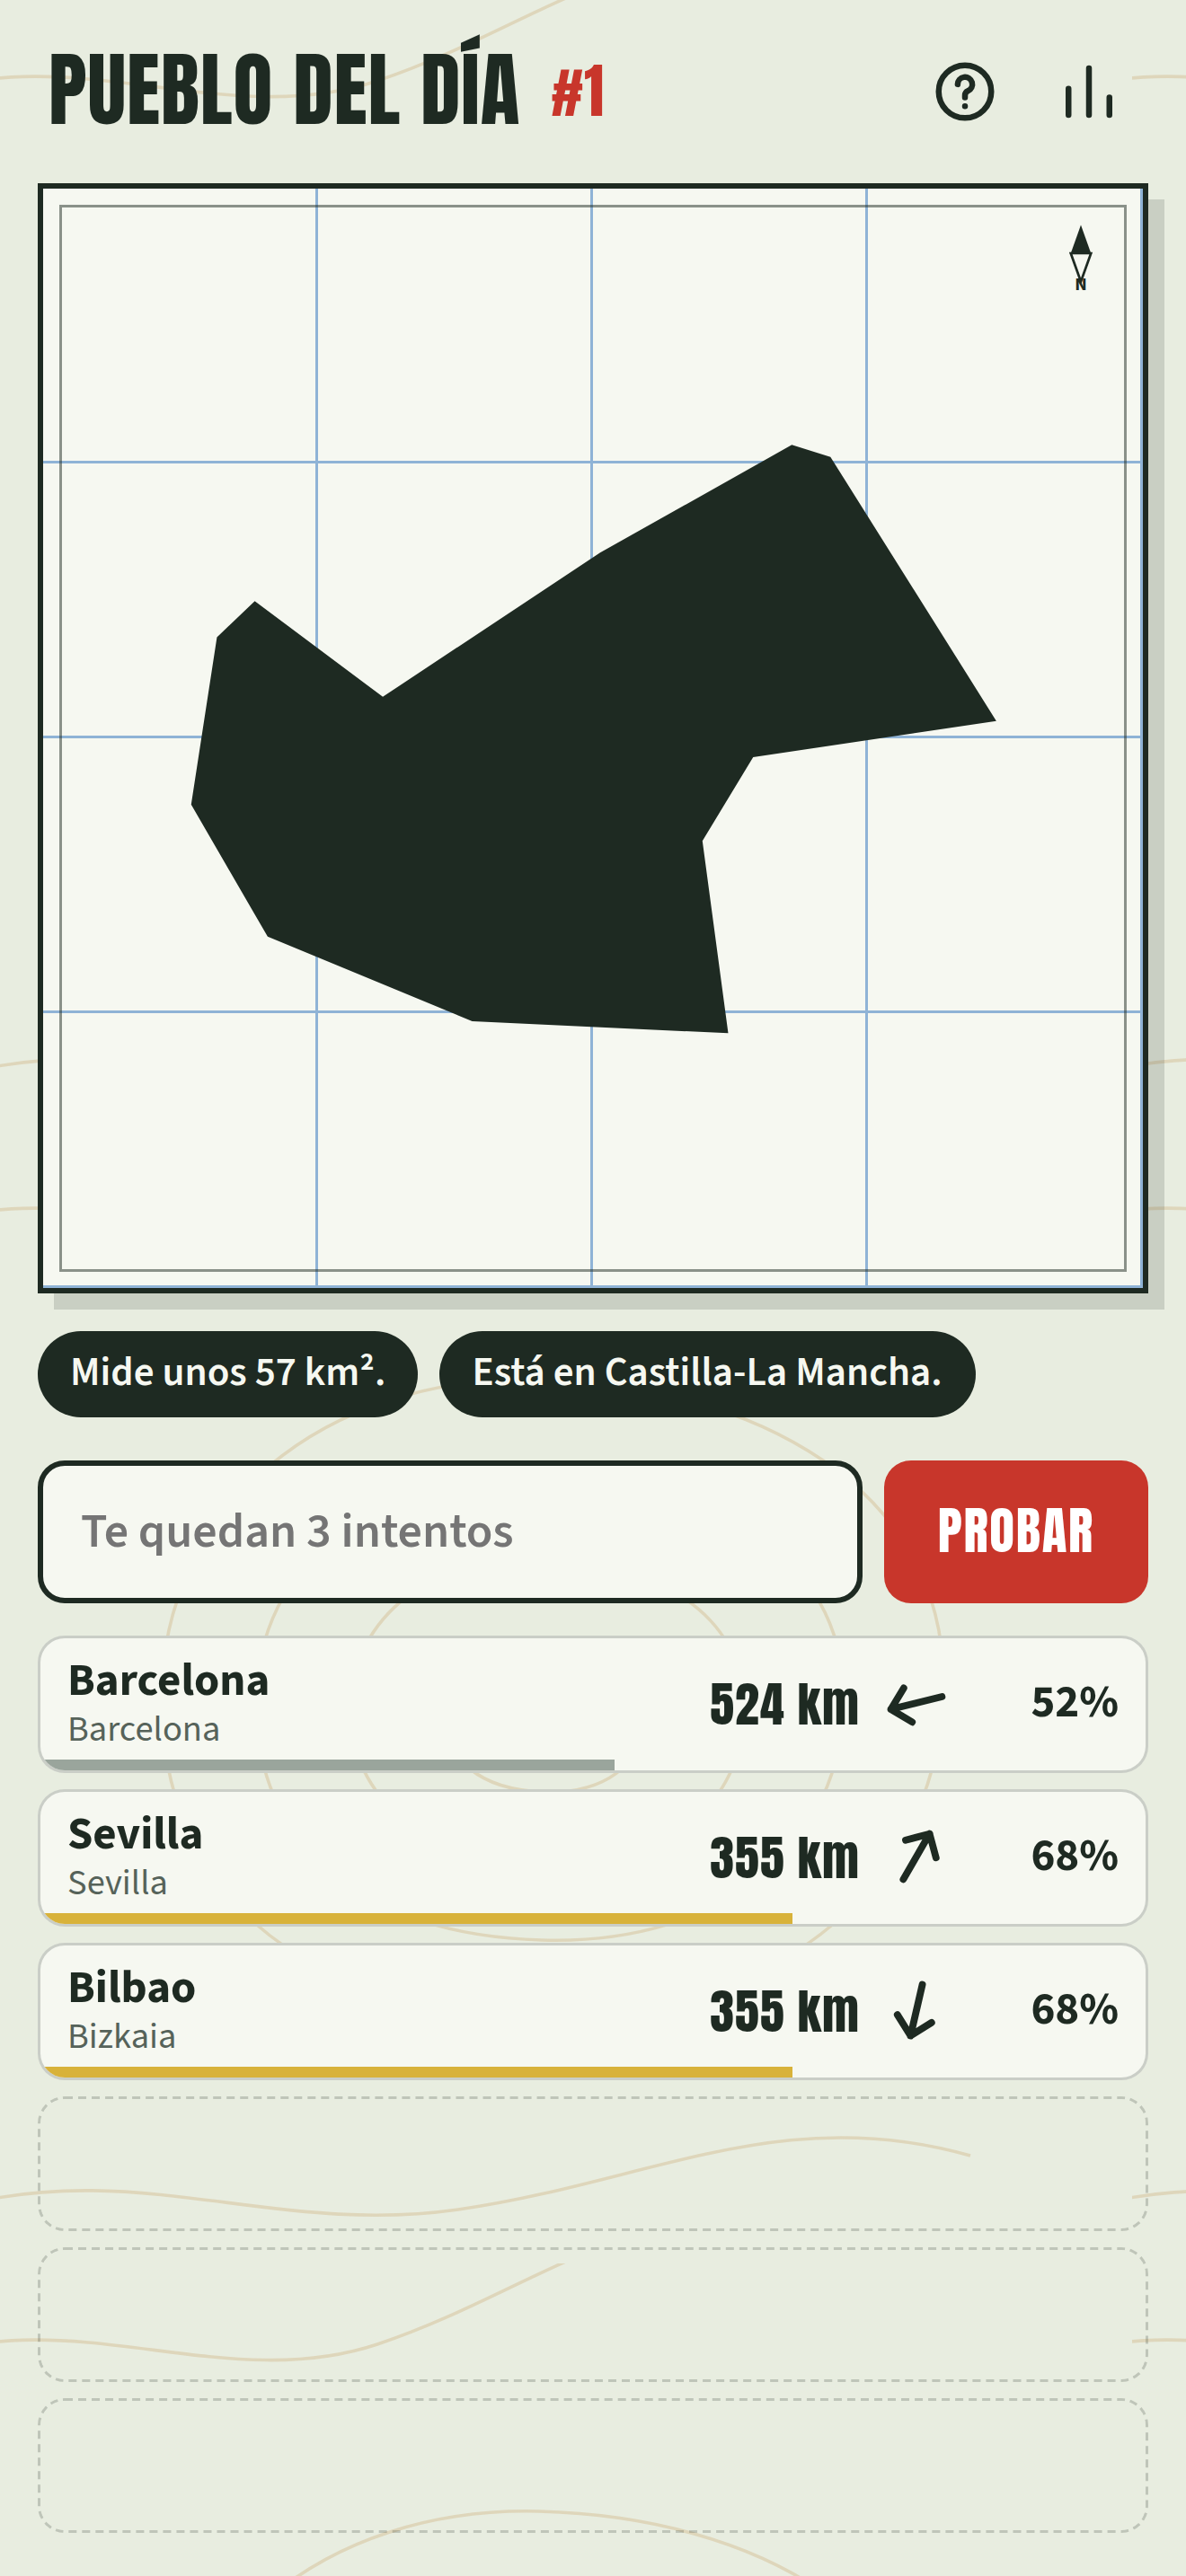 PUEBLO DEL DÍA #1
N
Mide unos 57 km². Está en Castilla-La Mancha.
Te quedan 3 intentos PROBAR
Barcelona
Barcelona
524 km 52%
Sevilla
Sevilla
355 km 68%
Bilbao
Bizkaia
355 km 68%